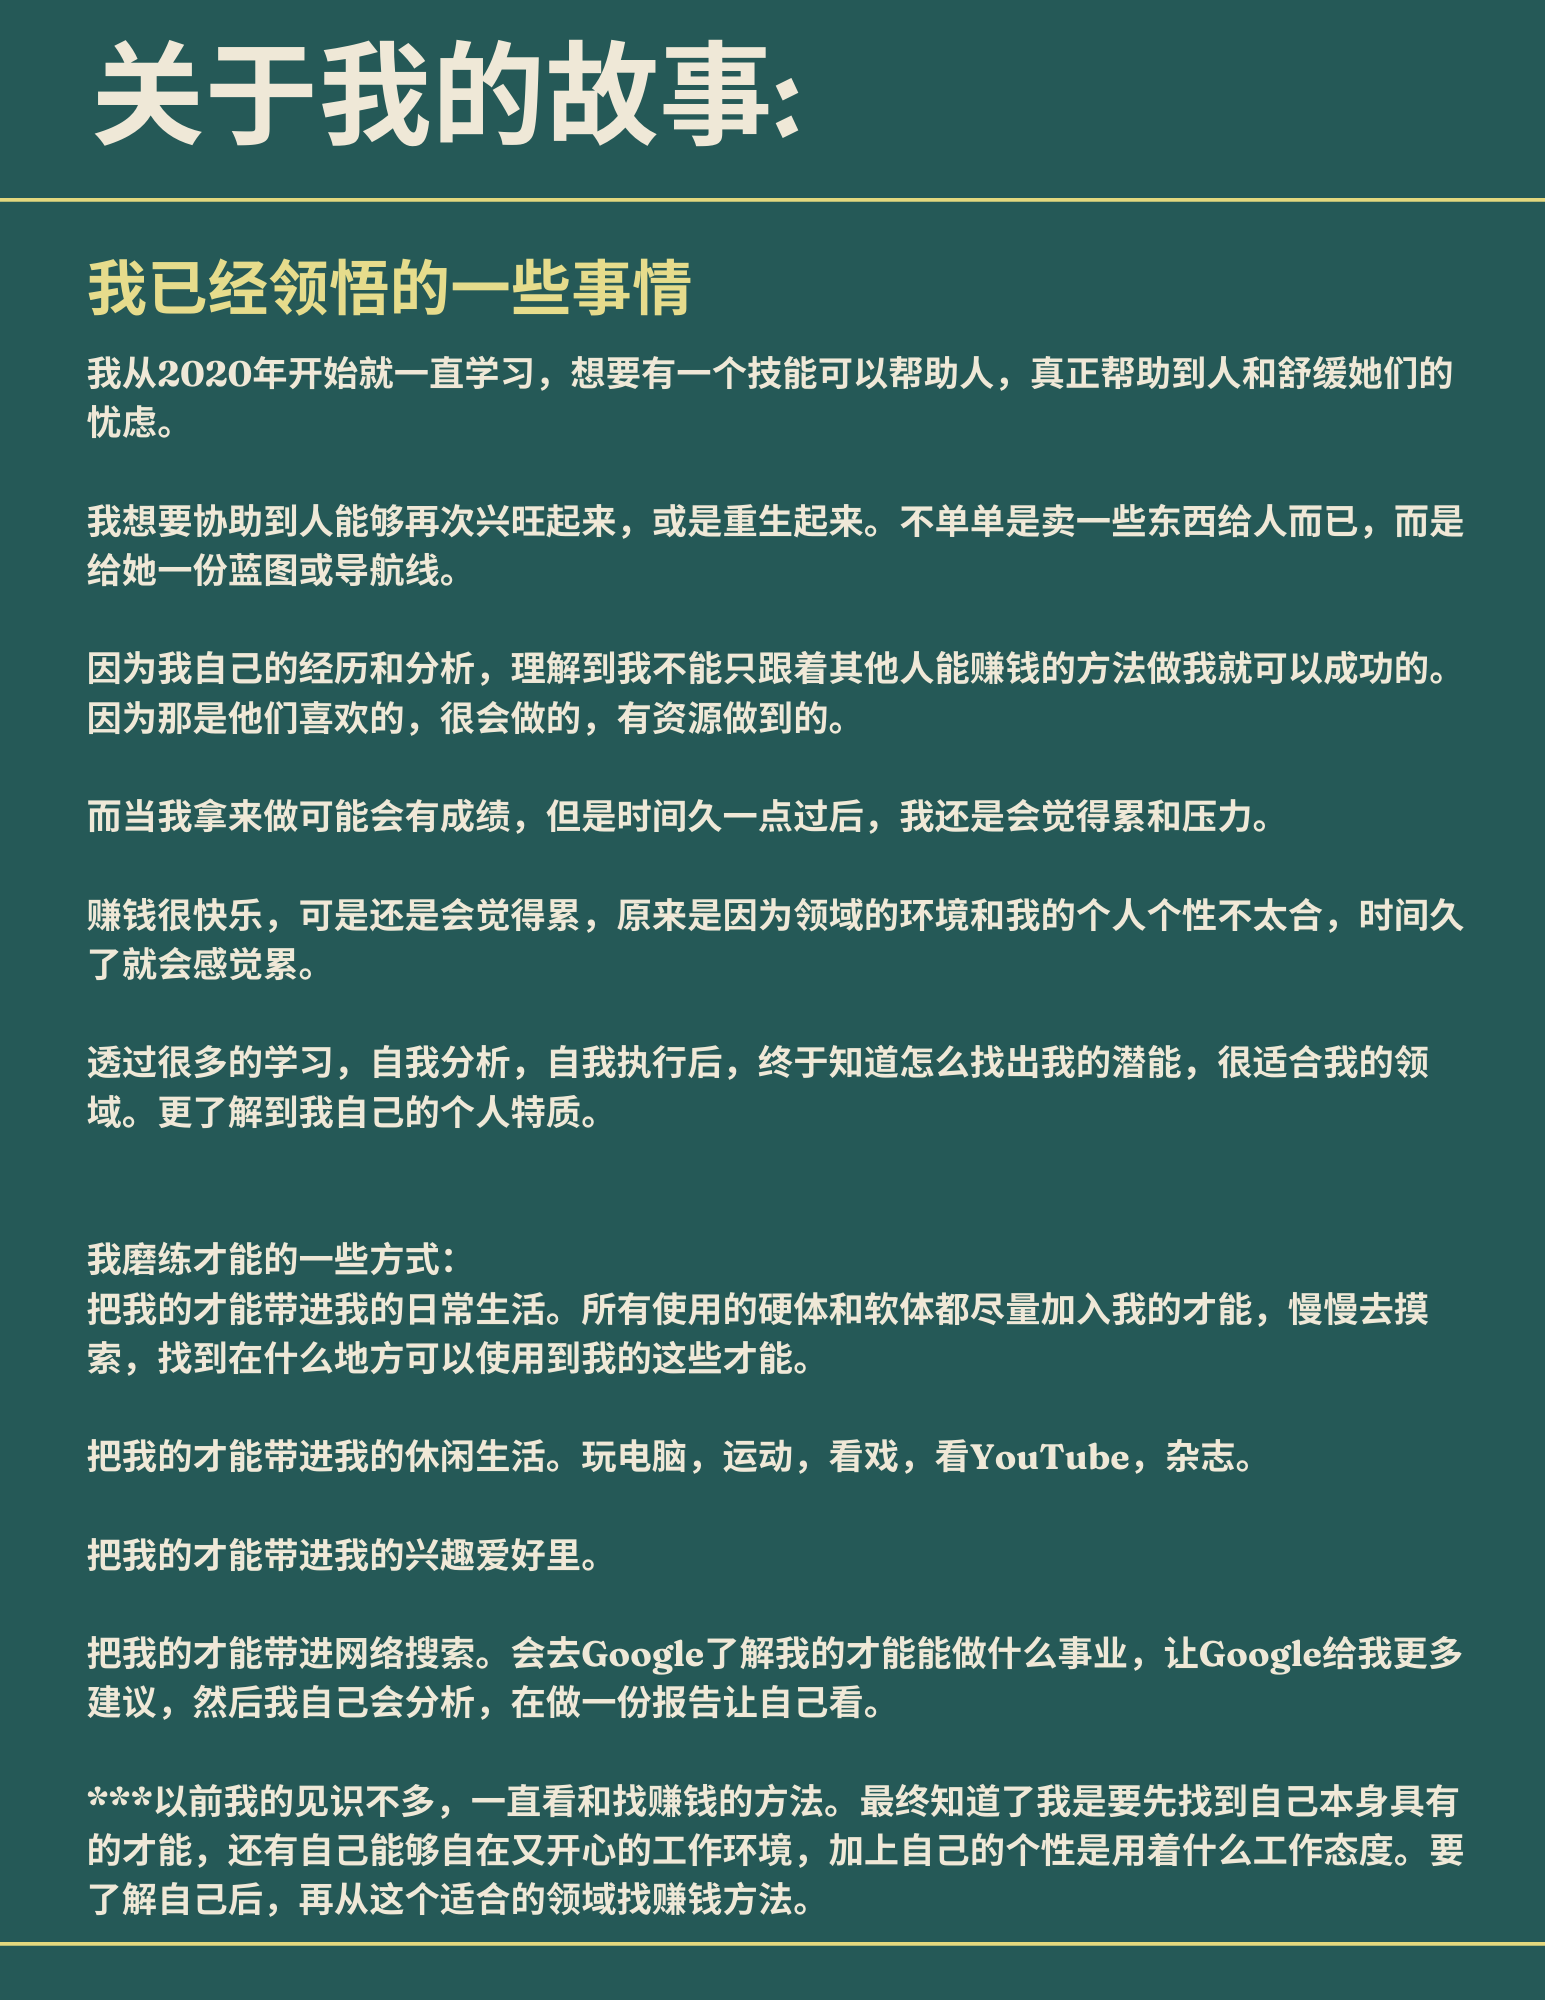 关于我的故事:
我已经领悟的一些事情
我从2020年开始就一直学习，想要有一个技能可以帮助人，真正帮助到人和舒缓她们的
忧虑。
我想要协助到人能够再次兴旺起来，或是重生起来。不单单是卖一些东西给人而已，而是
给她一份蓝图或导航线。
因为我自己的经历和分析，理解到我不能只跟着其他人能赚钱的方法做我就可以成功的。
因为那是他们喜欢的，很会做的，有资源做到的。
而当我拿来做可能会有成绩，但是时间久一点过后，我还是会觉得累和压力。
赚钱很快乐，可是还是会觉得累，原来是因为领域的环境和我的个人个性不太合，时间久
了就会感觉累。
透过很多的学习，自我分析，自我执行后，终于知道怎么找出我的潜能，很适合我的领
域。更了解到我自己的个人特质。
我磨练才能的一些方式：
把我的才能带进我的日常生活。所有使用的硬体和软体都尽量加入我的才能，慢慢去摸
索，找到在什么地方可以使用到我的这些才能。
把我的才能带进我的休闲生活。玩电脑，运动，看戏，看YouTube，杂志。
把我的才能带进我的兴趣爱好里。
把我的才能带进网络搜索。会去Google了解我的才能能做什么事业，让Google给我更多
建议，然后我自己会分析，在做一份报告让自己看。
***以前我的见识不多，一直看和找赚钱的方法。最终知道了我是要先找到自己本身具有
的才能，还有自己能够自在又开心的工作环境，加上自己的个性是用着什么工作态度。要
了解自己后，再从这个适合的领域找赚钱方法。